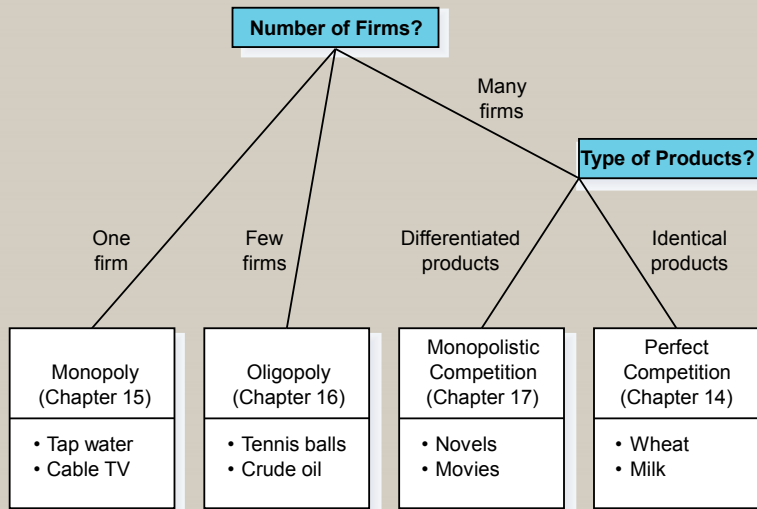 Number of Firms?
Many
firms
Type of Products?
One
firm
Few
firms
Differentiated
products
Identical
products
Monopoly
(Chapter 15)
• Tap water
• Cable TV
Oligopoly
(Chapter 16)
• Tennis balls
• Crude oil
Monopolistic
Competition
(Chapter 17)
• Novels
• Movies
Perfect
Competition
(Chapter 14)
• Wheat
• Milk